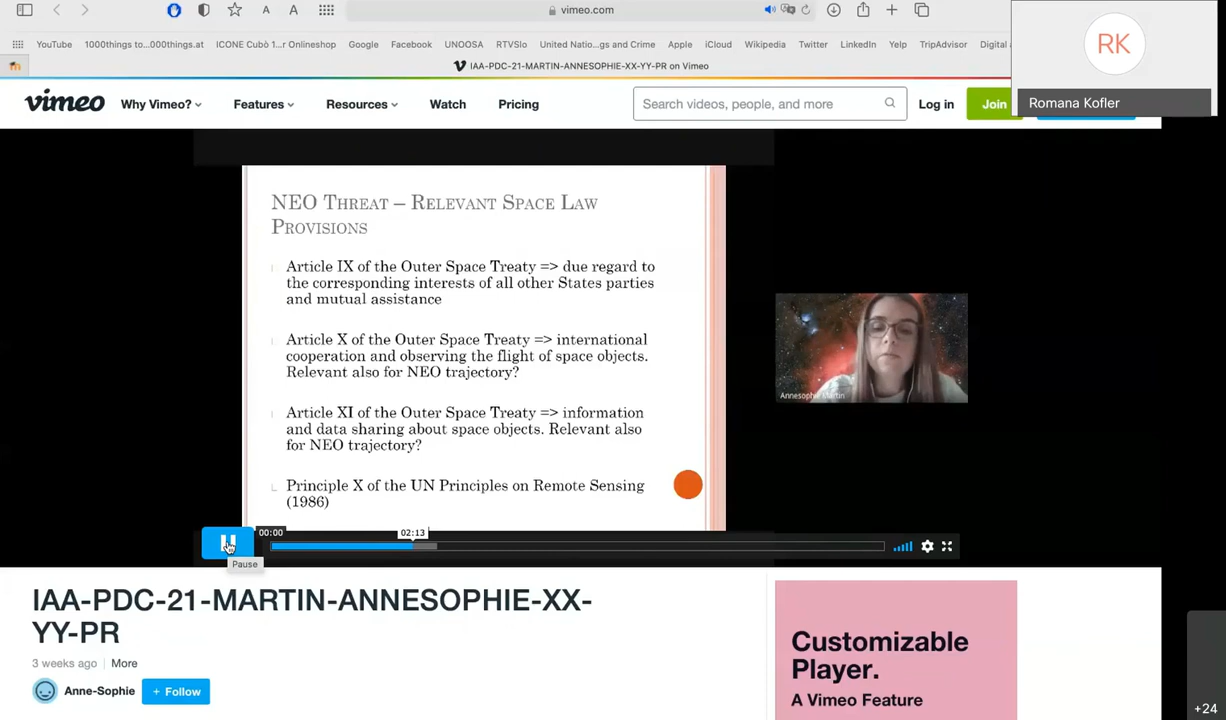 vimeo.com
YouTube 1000things to...000things.at ICONE Cubò 1...r Onlineshop Google Facebook UNOOSA RTVSlo United Natio...gs and Crime Apple iCloud Wikipedia Twitter LinkedIn Yelp TripAdvisor Digital
IAA-PDC-21-MARTIN-ANNESOPHIE-XX-YY-PR on Vimeo
RK
Romana Kofler
vimeo Why Vimeo? Features Resources Watch Pricing Search videos, people, and more Log in Join
NEO Threat – Relevant Space Law
Provisions
Article IX of the Outer Space Treaty => due regard to
the corresponding interests of all other States parties
and mutual assistance
Article X of the Outer Space Treaty => international
cooperation and observing the flight of space objects.
Relevant also for NEO trajectory?
Article XI of the Outer Space Treaty => information
and data sharing about space objects. Relevant also
for NEO trajectory?
Principle X of the UN Principles on Remote Sensing
(1986)
Annesophie Martin
00:00 02:13
Pause
IAA-PDC-21-MARTIN-ANNESOPHIE-XX-
YY-PR
3 weeks ago More
Anne-Sophie + Follow
Customizable
Player.
A Vimeo Feature
+24